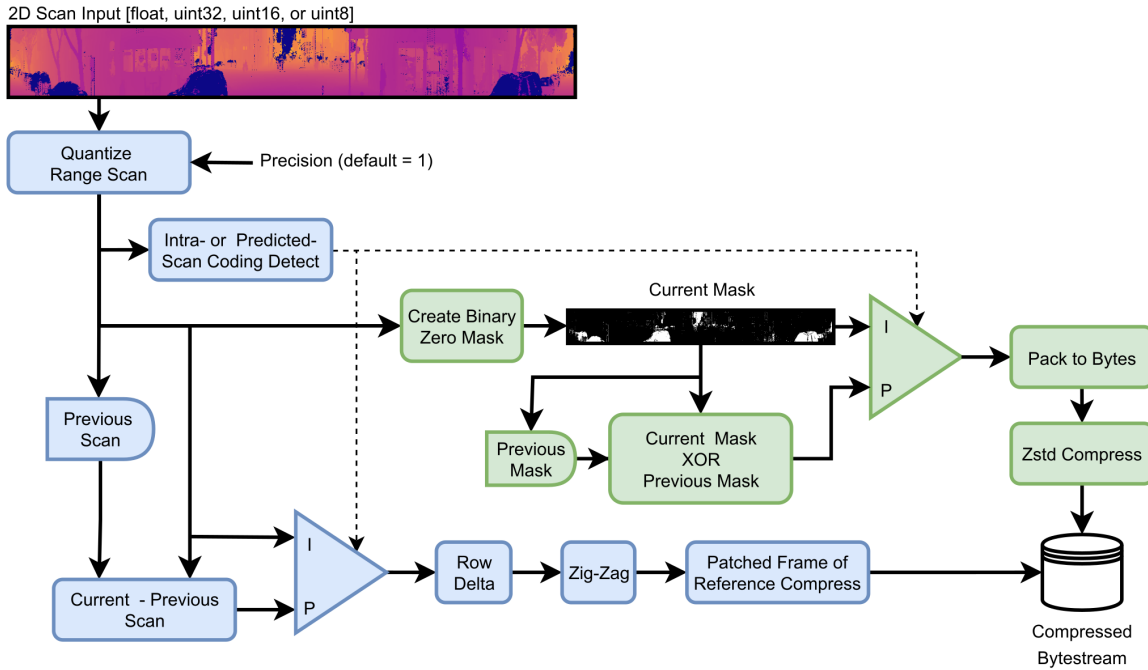 2D Scan Input [float, uint32, uint16, or uint8]
Quantize
Range Scan
Precision (default = 1)
Intra- or Predicted-
Scan Coding Detect
Current Mask
Create Binary
Zero Mask
I
P
Pack to Bytes
Previous
Scan
Previous
Mask
Current Mask
XOR
Previous Mask
Zstd Compress
I
P
Row
Delta
Zig-Zag
Patched Frame of
Reference Compress
Current - Previous
Scan
Compressed
Bytestream